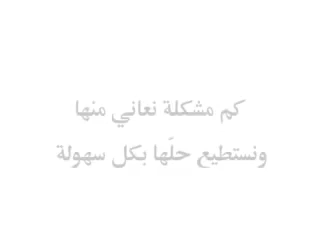 كم مشكلة نعاني منها
ونستطيع حلّها بكل سهولة